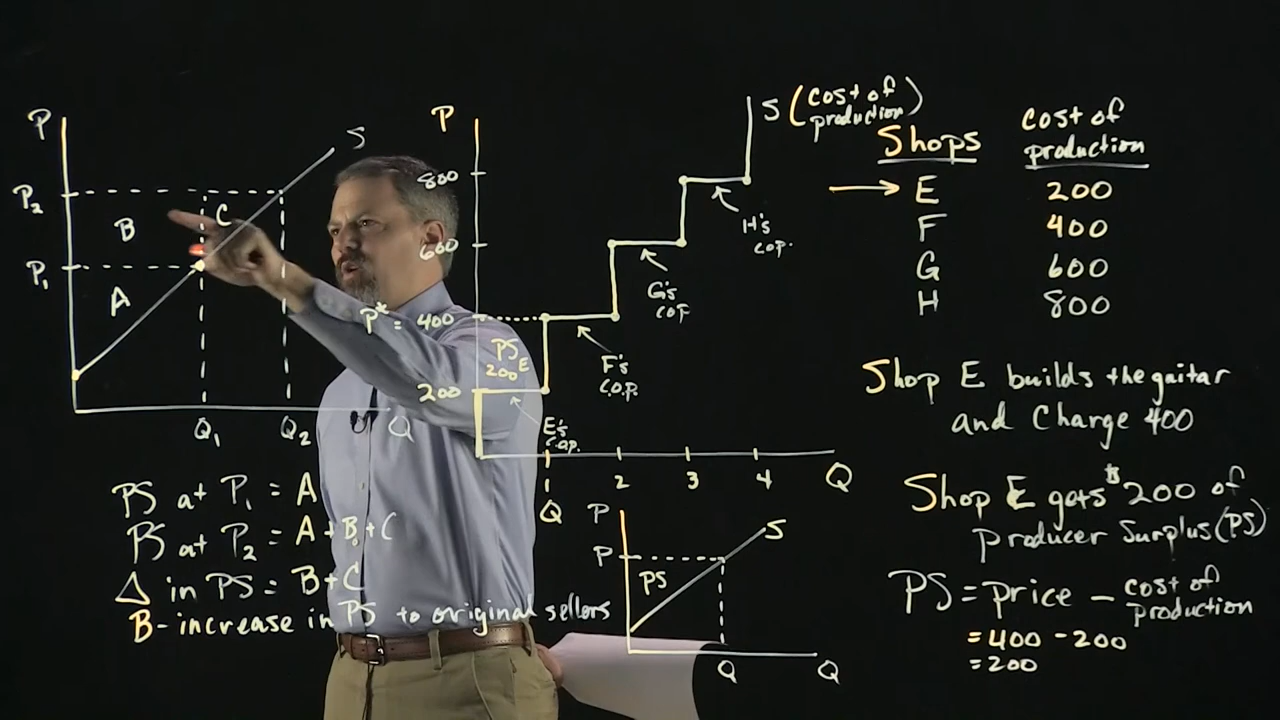 P
S
P₂
B
C
P₁
A
Q₁
Q₂
Q
PS at P₁ = A
PS at P₂ = A + B + C
Δ in PS = B + C
B - increase in PS to original sellers
P
S (cost of production)
800
600
P* = 400
200
PS E
200
E's c.o.p.
F's c.o.p.
G's cop
H's cop.
2
3
4
Q
Q
P
S
P
PS
Q
Q
Shops
cost of production
E 200
F 400
G 600
H 800
Shop E builds the guitar
and Charge 400
Shop E gets $200 of
producer Surplus (PS)
PS = price - cost of production
= 400 - 200
= 200